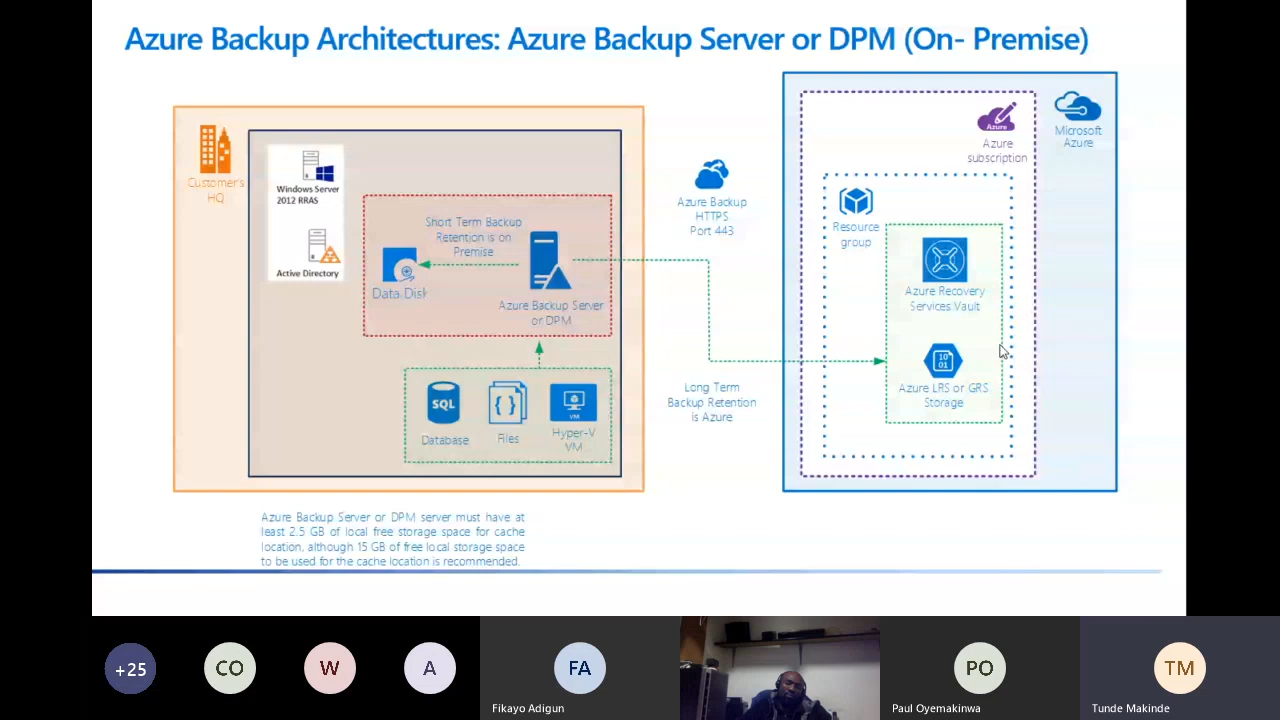 Azure Backup Architectures: Azure Backup Server or DPM (On- Premise)
Customer's
HQ
Windows Server
2012 RRAS
Active Directory
Short Term Backup
Retention is on
Premise
Data Disk
Azure Backup Server
or DPM
SQL
Database
{ }
Files
VM
Hyper-V
VM
Azure Backup
HTTPS
Port 443
Long Term
Backup Retention
is Azure
Azure
Azure
subscription
Microsoft
Azure
Resource
group
Azure Recovery
Services Vault
10
01
Azure LRS or GRS
Storage
Azure Backup Server or DPM server must have at
least 2.5 GB of local free storage space for cache
location, although 15 GB of free local storage space
to be used for the cache location is recommended.
+25
CO
W
A
FA
Fikayo Adigun
PO
Paul Oyemakinwa
TM
Tunde Makinde